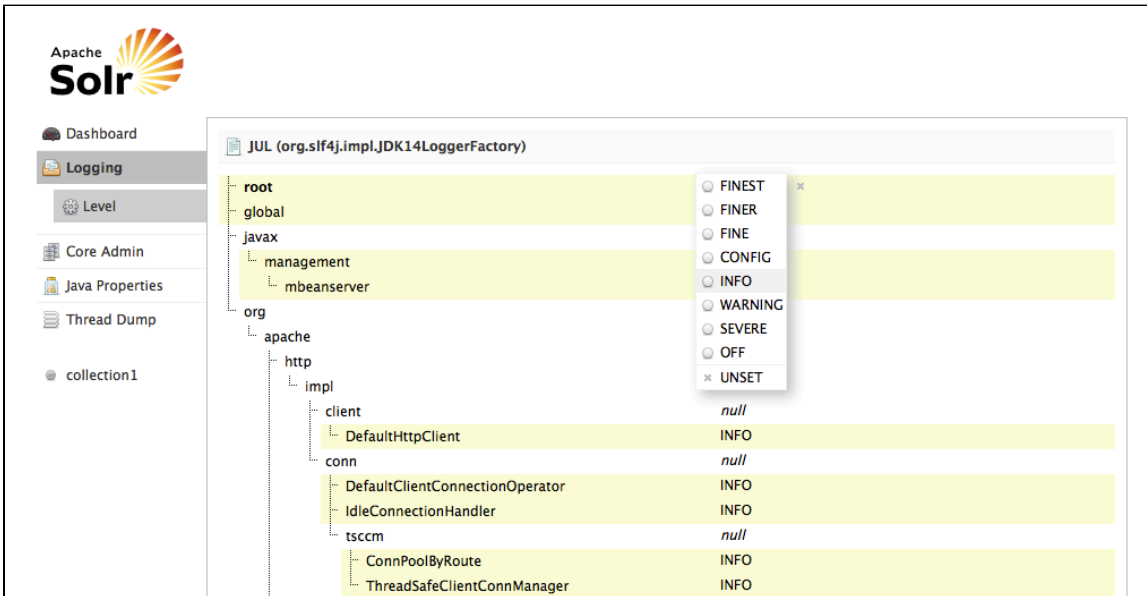 Apache
Solr
Dashboard
Logging
Level
Core Admin
Java Properties
Thread Dump
collection1
JUL (org.slf4j.impl.JDK14LoggerFactory)
root FINEST
global FINER
javax FINE
management CONFIG
mbeanserver INFO
org WARNING
apache SEVERE
http OFF
impl UNSET
client null
DefaultHttpClient INFO
conn null
DefaultClientConnectionOperator INFO
IdleConnectionHandler INFO
tsccm null
ConnPoolByRoute INFO
ThreadSafeClientConnManager INFO